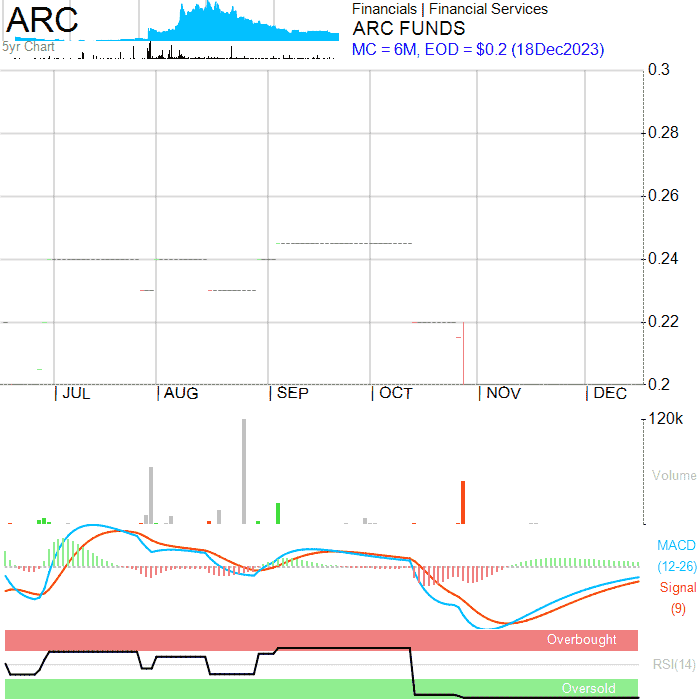 ARC
5yr Chart
Financials | Financial Services
ARC FUNDS
MC = 6M, EOD = $0.2 (18Dec2023)
0.3
0.28
0.26
0.24
0.22
0.2
| JUL | AUG | SEP | OCT | NOV | DEC
120k
Volume
MACD
(12-26)
Signal
(9)
Overbought
RSI(14)
Oversold